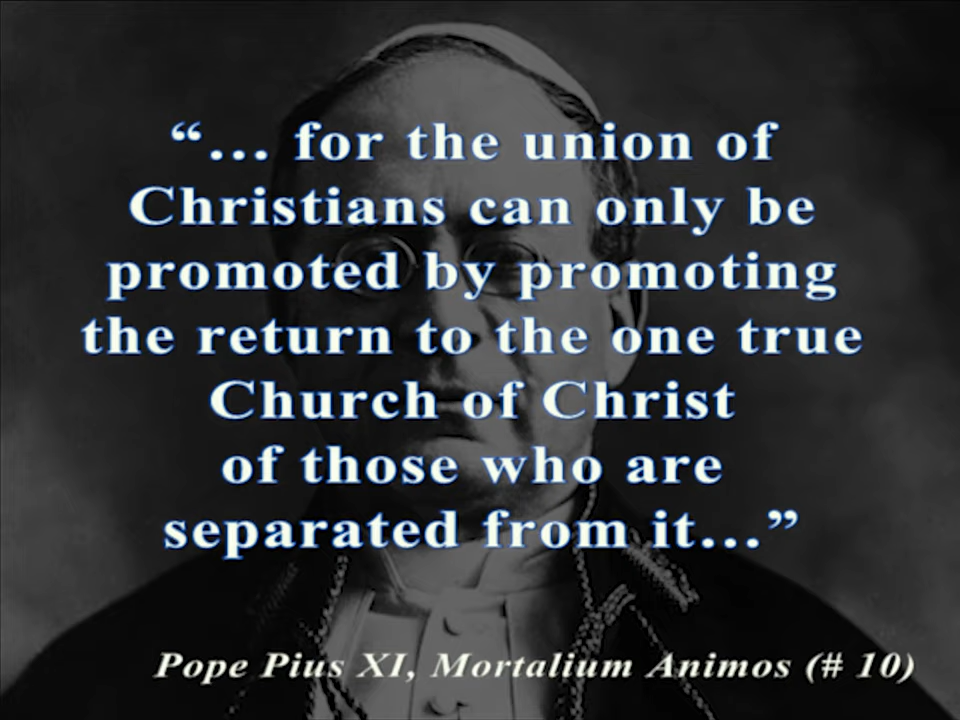 “... for the union of
Christians can only be
promoted by promoting
the return to the one true
Church of Christ
of those who are
separated from it...”
Pope Pius XI, Mortalium Animos (# 10)